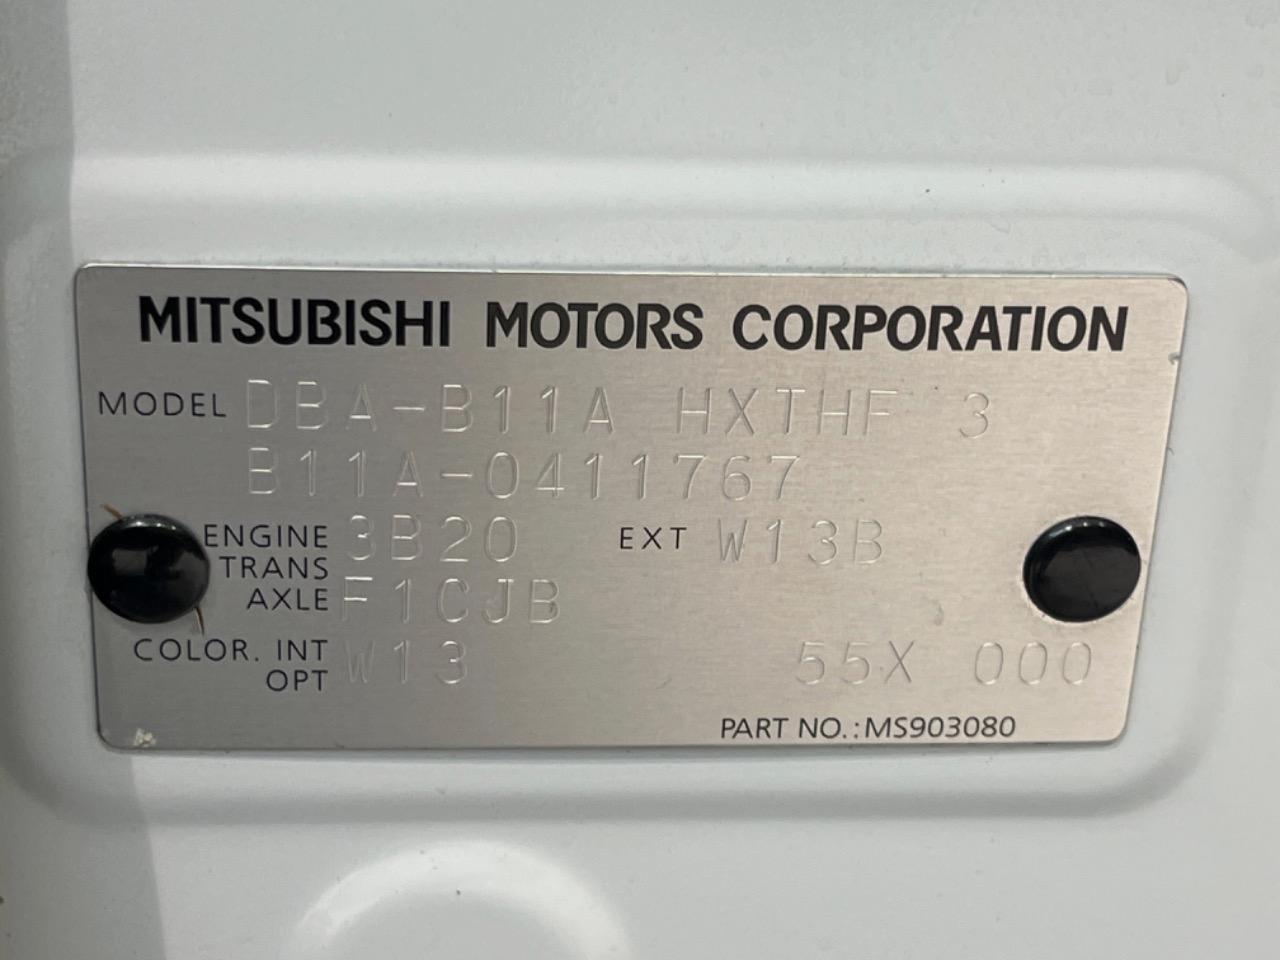 MITSUBISHI MOTORS CORPORATION
MODEL DBA-B11A HXTHF 3
B11A-0411767
ENGINE 3B20 EXT W13B
TRANS
AXLE F1CJB
COLOR. INT W13 55X 000
OPT
PART NO.:MS903080